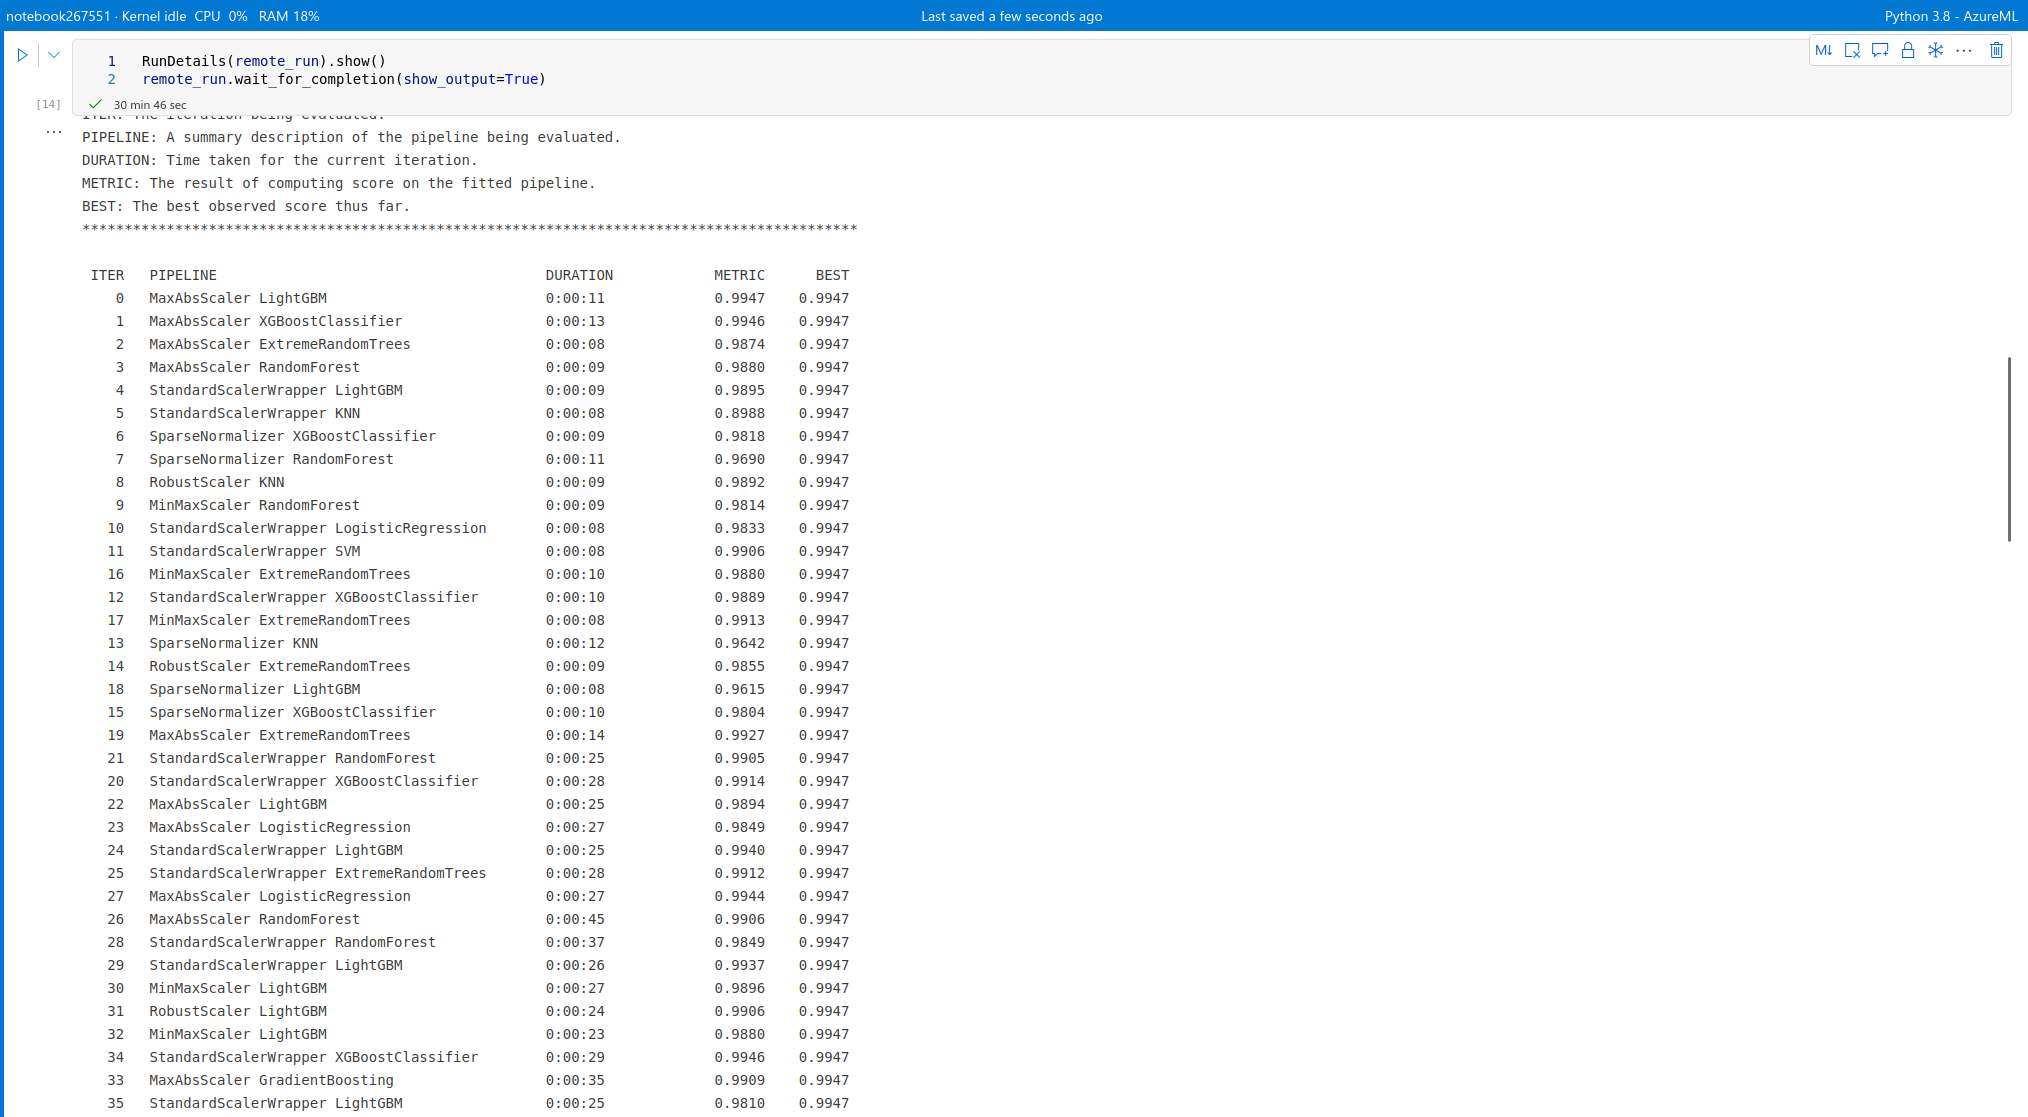 notebook267551 · Kernel idle CPU 0% RAM 18%
Last saved a few seconds ago
Python 3.8 - AzureML
1 RunDetails(remote_run).show()
2 remote_run.wait_for_completion(show_output=True)
M↓
[14]
30 min 46 sec
ITER: The iteration being evaluated.
PIPELINE: A summary description of the pipeline being evaluated.
DURATION: Time taken for the current iteration.
METRIC: The result of computing score on the fitted pipeline.
BEST: The best observed score thus far.
********************************************************************************************
ITER PIPELINE DURATION METRIC BEST
0 MaxAbsScaler LightGBM 0:00:11 0.9947 0.9947
1 MaxAbsScaler XGBoostClassifier 0:00:13 0.9946 0.9947
2 MaxAbsScaler ExtremeRandomTrees 0:00:08 0.9874 0.9947
3 MaxAbsScaler RandomForest 0:00:09 0.9880 0.9947
4 StandardScalerWrapper LightGBM 0:00:09 0.9895 0.9947
5 StandardScalerWrapper KNN 0:00:08 0.8988 0.9947
6 SparseNormalizer XGBoostClassifier 0:00:09 0.9818 0.9947
7 SparseNormalizer RandomForest 0:00:11 0.9690 0.9947
8 RobustScaler KNN 0:00:09 0.9892 0.9947
9 MinMaxScaler RandomForest 0:00:09 0.9814 0.9947
10 StandardScalerWrapper LogisticRegression 0:00:08 0.9833 0.9947
11 StandardScalerWrapper SVM 0:00:08 0.9906 0.9947
16 MinMaxScaler ExtremeRandomTrees 0:00:10 0.9880 0.9947
12 StandardScalerWrapper XGBoostClassifier 0:00:10 0.9889 0.9947
17 MinMaxScaler ExtremeRandomTrees 0:00:08 0.9913 0.9947
13 SparseNormalizer KNN 0:00:12 0.9642 0.9947
14 RobustScaler ExtremeRandomTrees 0:00:09 0.9855 0.9947
18 SparseNormalizer LightGBM 0:00:08 0.9615 0.9947
15 SparseNormalizer XGBoostClassifier 0:00:10 0.9804 0.9947
19 MaxAbsScaler ExtremeRandomTrees 0:00:14 0.9927 0.9947
21 StandardScalerWrapper RandomForest 0:00:25 0.9905 0.9947
20 StandardScalerWrapper XGBoostClassifier 0:00:28 0.9914 0.9947
22 MaxAbsScaler LightGBM 0:00:25 0.9894 0.9947
23 MaxAbsScaler LogisticRegression 0:00:27 0.9849 0.9947
24 StandardScalerWrapper LightGBM 0:00:25 0.9940 0.9947
25 StandardScalerWrapper ExtremeRandomTrees 0:00:28 0.9912 0.9947
27 MaxAbsScaler LogisticRegression 0:00:27 0.9944 0.9947
26 MaxAbsScaler RandomForest 0:00:45 0.9906 0.9947
28 StandardScalerWrapper RandomForest 0:00:37 0.9849 0.9947
29 StandardScalerWrapper LightGBM 0:00:26 0.9937 0.9947
30 MinMaxScaler LightGBM 0:00:27 0.9896 0.9947
31 RobustScaler LightGBM 0:00:24 0.9906 0.9947
32 MinMaxScaler LightGBM 0:00:23 0.9880 0.9947
34 StandardScalerWrapper XGBoostClassifier 0:00:29 0.9946 0.9947
33 MaxAbsScaler GradientBoosting 0:00:35 0.9909 0.9947
35 StandardScalerWrapper LightGBM 0:00:25 0.9810 0.9947